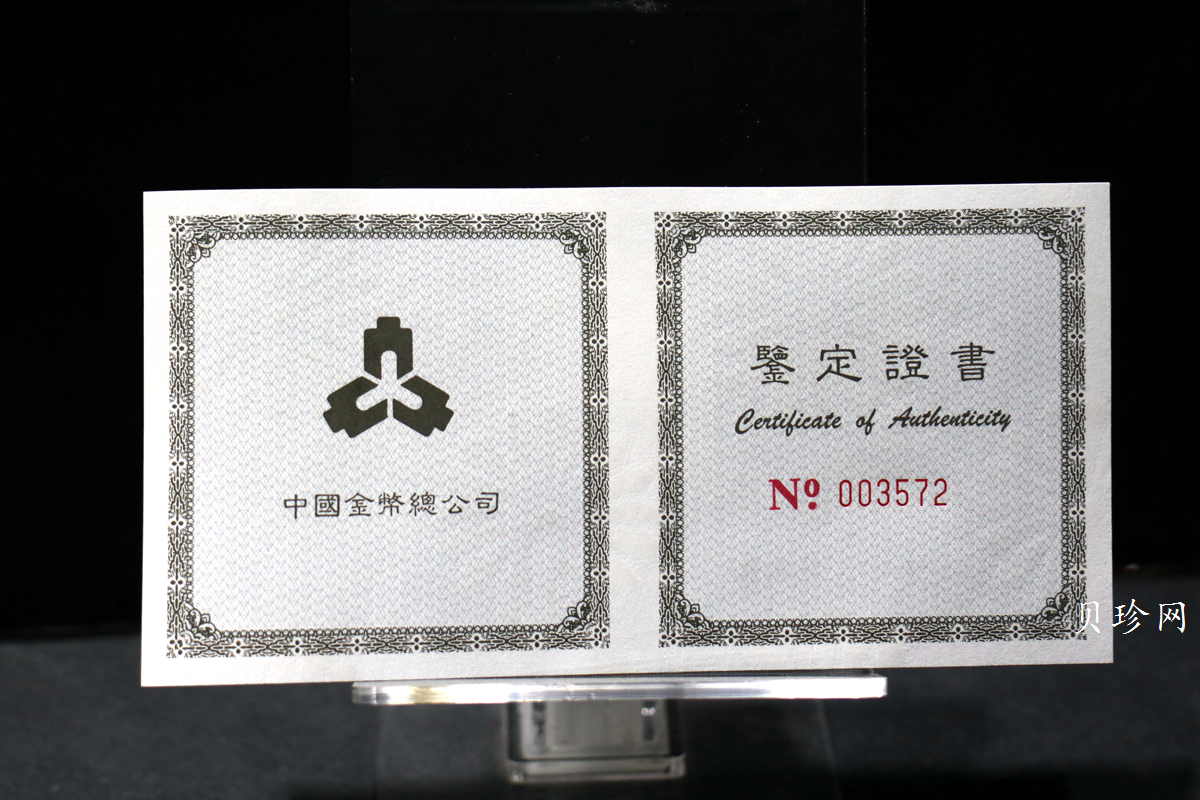 中國金幣總公司
鑒定證書
Certificate of Authenticity
Nº 003572
贝珍网